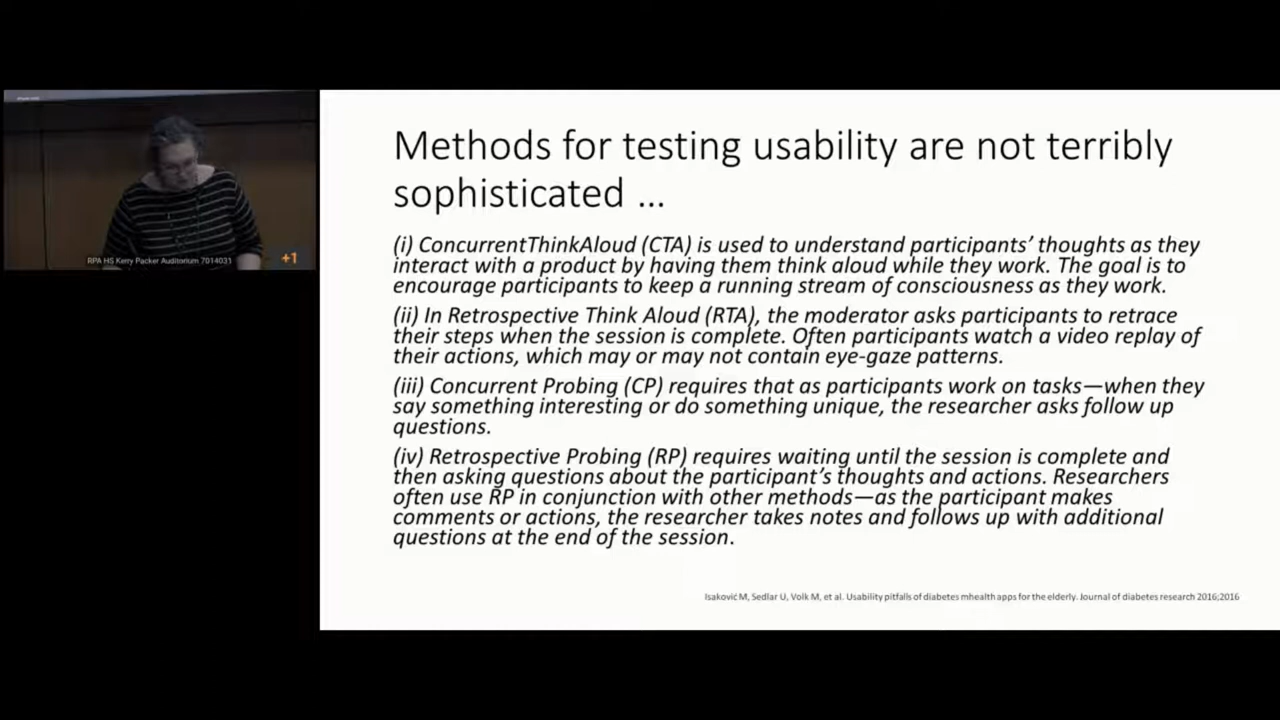 RPA HS Kerry Packer Auditorium 7014031
+1
Methods for testing usability are not terribly
sophisticated …
(i) ConcurrentThinkAloud (CTA) is used to understand participants’ thoughts as they
interact with a product by having them think aloud while they work. The goal is to
encourage participants to keep a running stream of consciousness as they work.
(ii) In Retrospective Think Aloud (RTA), the moderator asks participants to retrace
their steps when the session is complete. Often participants watch a video replay of
their actions, which may or may not contain eye-gaze patterns.
(iii) Concurrent Probing (CP) requires that as participants work on tasks—when they
say something interesting or do something unique, the researcher asks follow up
questions.
(iv) Retrospective Probing (RP) requires waiting until the session is complete and
then asking questions about the participant’s thoughts and actions. Researchers
often use RP in conjunction with other methods—as the participant makes
comments or actions, the researcher takes notes and follows up with additional
questions at the end of the session.
Isaković M, Sedlar U, Volk M, et al. Usability pitfalls of diabetes mhealth apps for the elderly. Journal of diabetes research 2016;2016